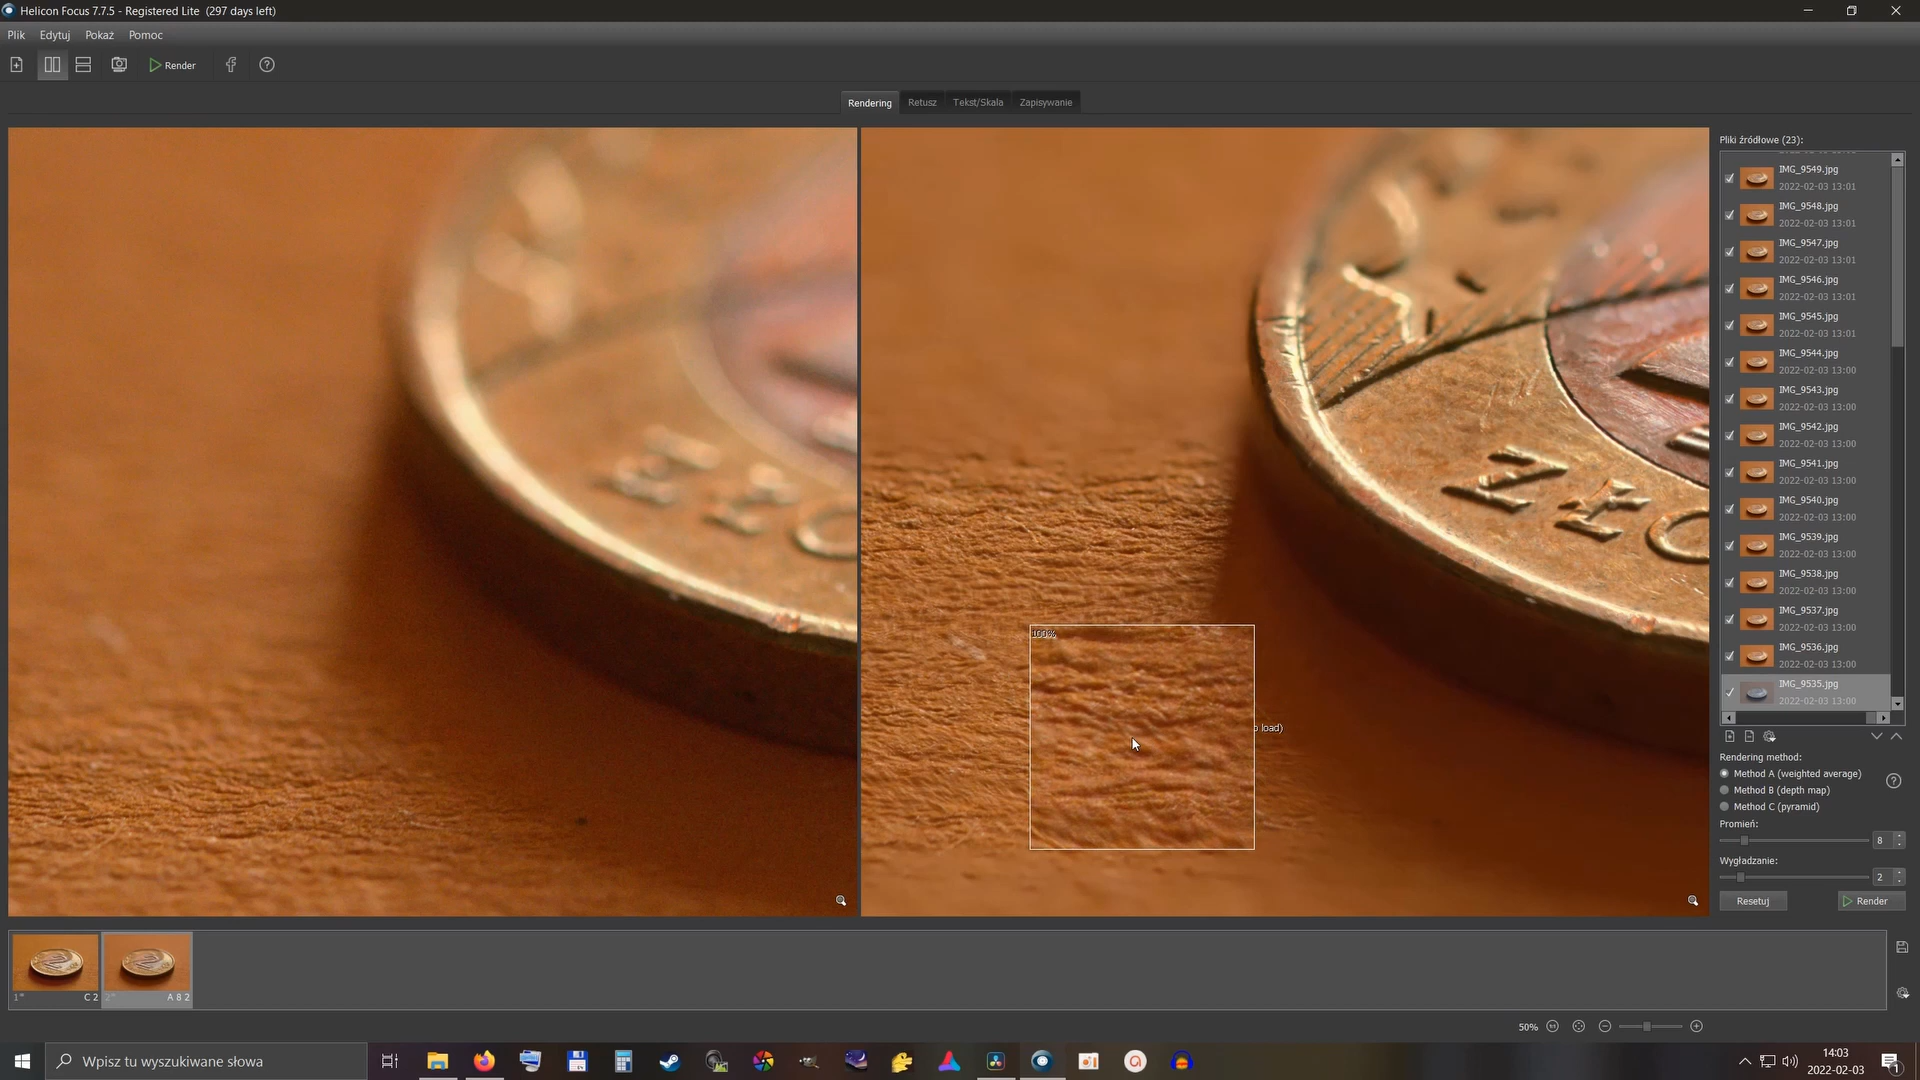 Helicon Focus 7.7.5 - Registered Lite  (297 days left)
Plik Edytuj Pokaż Pomoc
Render
Rendering Retusz Tekst/Skala Zapisywanie
Pliki źródłowe (23):
IMG_9549.jpg
2022-02-03 13:01
IMG_9548.jpg
2022-02-03 13:01
IMG_9547.jpg
2022-02-03 13:01
IMG_9546.jpg
2022-02-03 13:01
IMG_9545.jpg
2022-02-03 13:01
IMG_9544.jpg
2022-02-03 13:00
IMG_9543.jpg
2022-02-03 13:00
IMG_9542.jpg
2022-02-03 13:00
IMG_9541.jpg
2022-02-03 13:00
IMG_9540.jpg
2022-02-03 13:00
IMG_9539.jpg
2022-02-03 13:00
IMG_9538.jpg
2022-02-03 13:00
IMG_9537.jpg
2022-02-03 13:00
IMG_9536.jpg
2022-02-03 13:00
IMG_9535.jpg
2022-02-03 13:00
100%
load)
Rendering method:
Method A (weighted average)
Method B (depth map)
Method C (pyramid)
Promień:
8
Wygładzanie:
2
Resetuj Render
ZŁO
C 2
A 8 2
50%
Wpisz tu wyszukiwane słowa
14:03
2022-02-03
1